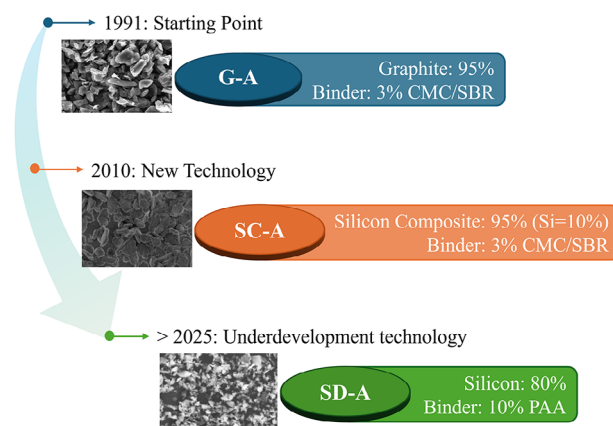 1991: Starting Point
G-A
Graphite: 95%
Binder: 3% CMC/SBR
2010: New Technology
SC-A
Silicon Composite: 95% (Si=10%)
Binder: 3% CMC/SBR
> 2025: Underdevelopment technology
SD-A
Silicon: 80%
Binder: 10% PAA